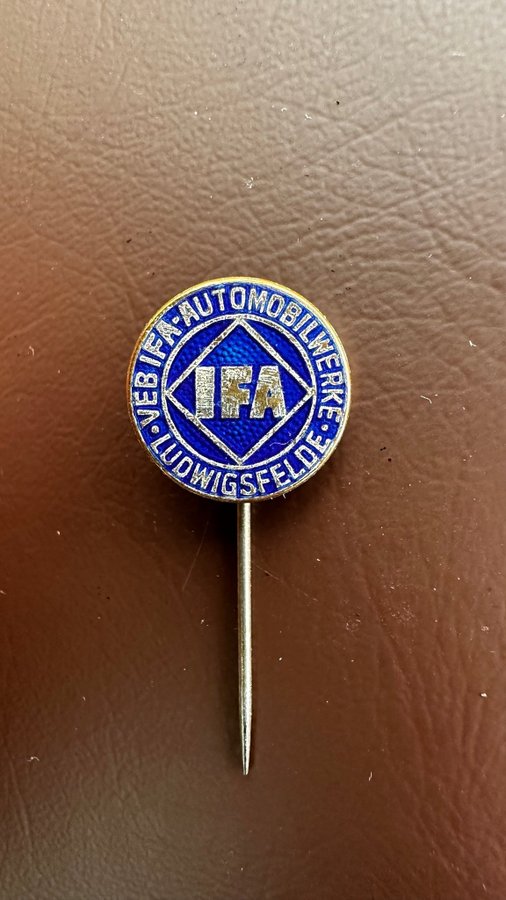 VEB IFA-AUTOMOBILWERKE
IFA
· LUDWIGSFELDE ·